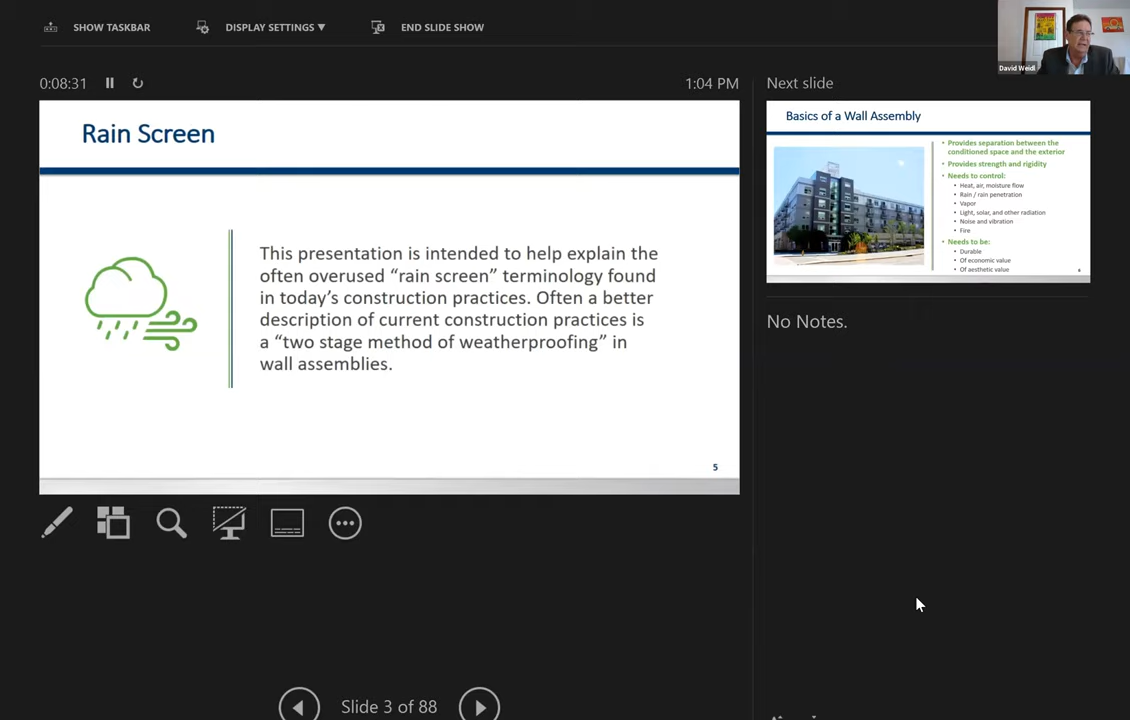 SHOW TASKBAR
DISPLAY SETTINGS ▼
END SLIDE SHOW
David Weidl
0:08:31
1:04 PM
Next slide
Rain Screen
This presentation is intended to help explain the
often overused “rain screen” terminology found
in today’s construction practices. Often a better
description of current construction practices is
a “two stage method of weatherproofing” in
wall assemblies.
5
Basics of a Wall Assembly
• Provides separation between the
conditioned space and the exterior
• Provides strength and rigidity
• Needs to control:
• Heat, air, moisture flow
• Rain / rain penetration
• Vapor
• Light, solar, and other radiation
• Noise and vibration
• Fire
• Needs to be:
• Durable
• Of economic value
• Of aesthetic value
No Notes.
Slide 3 of 88